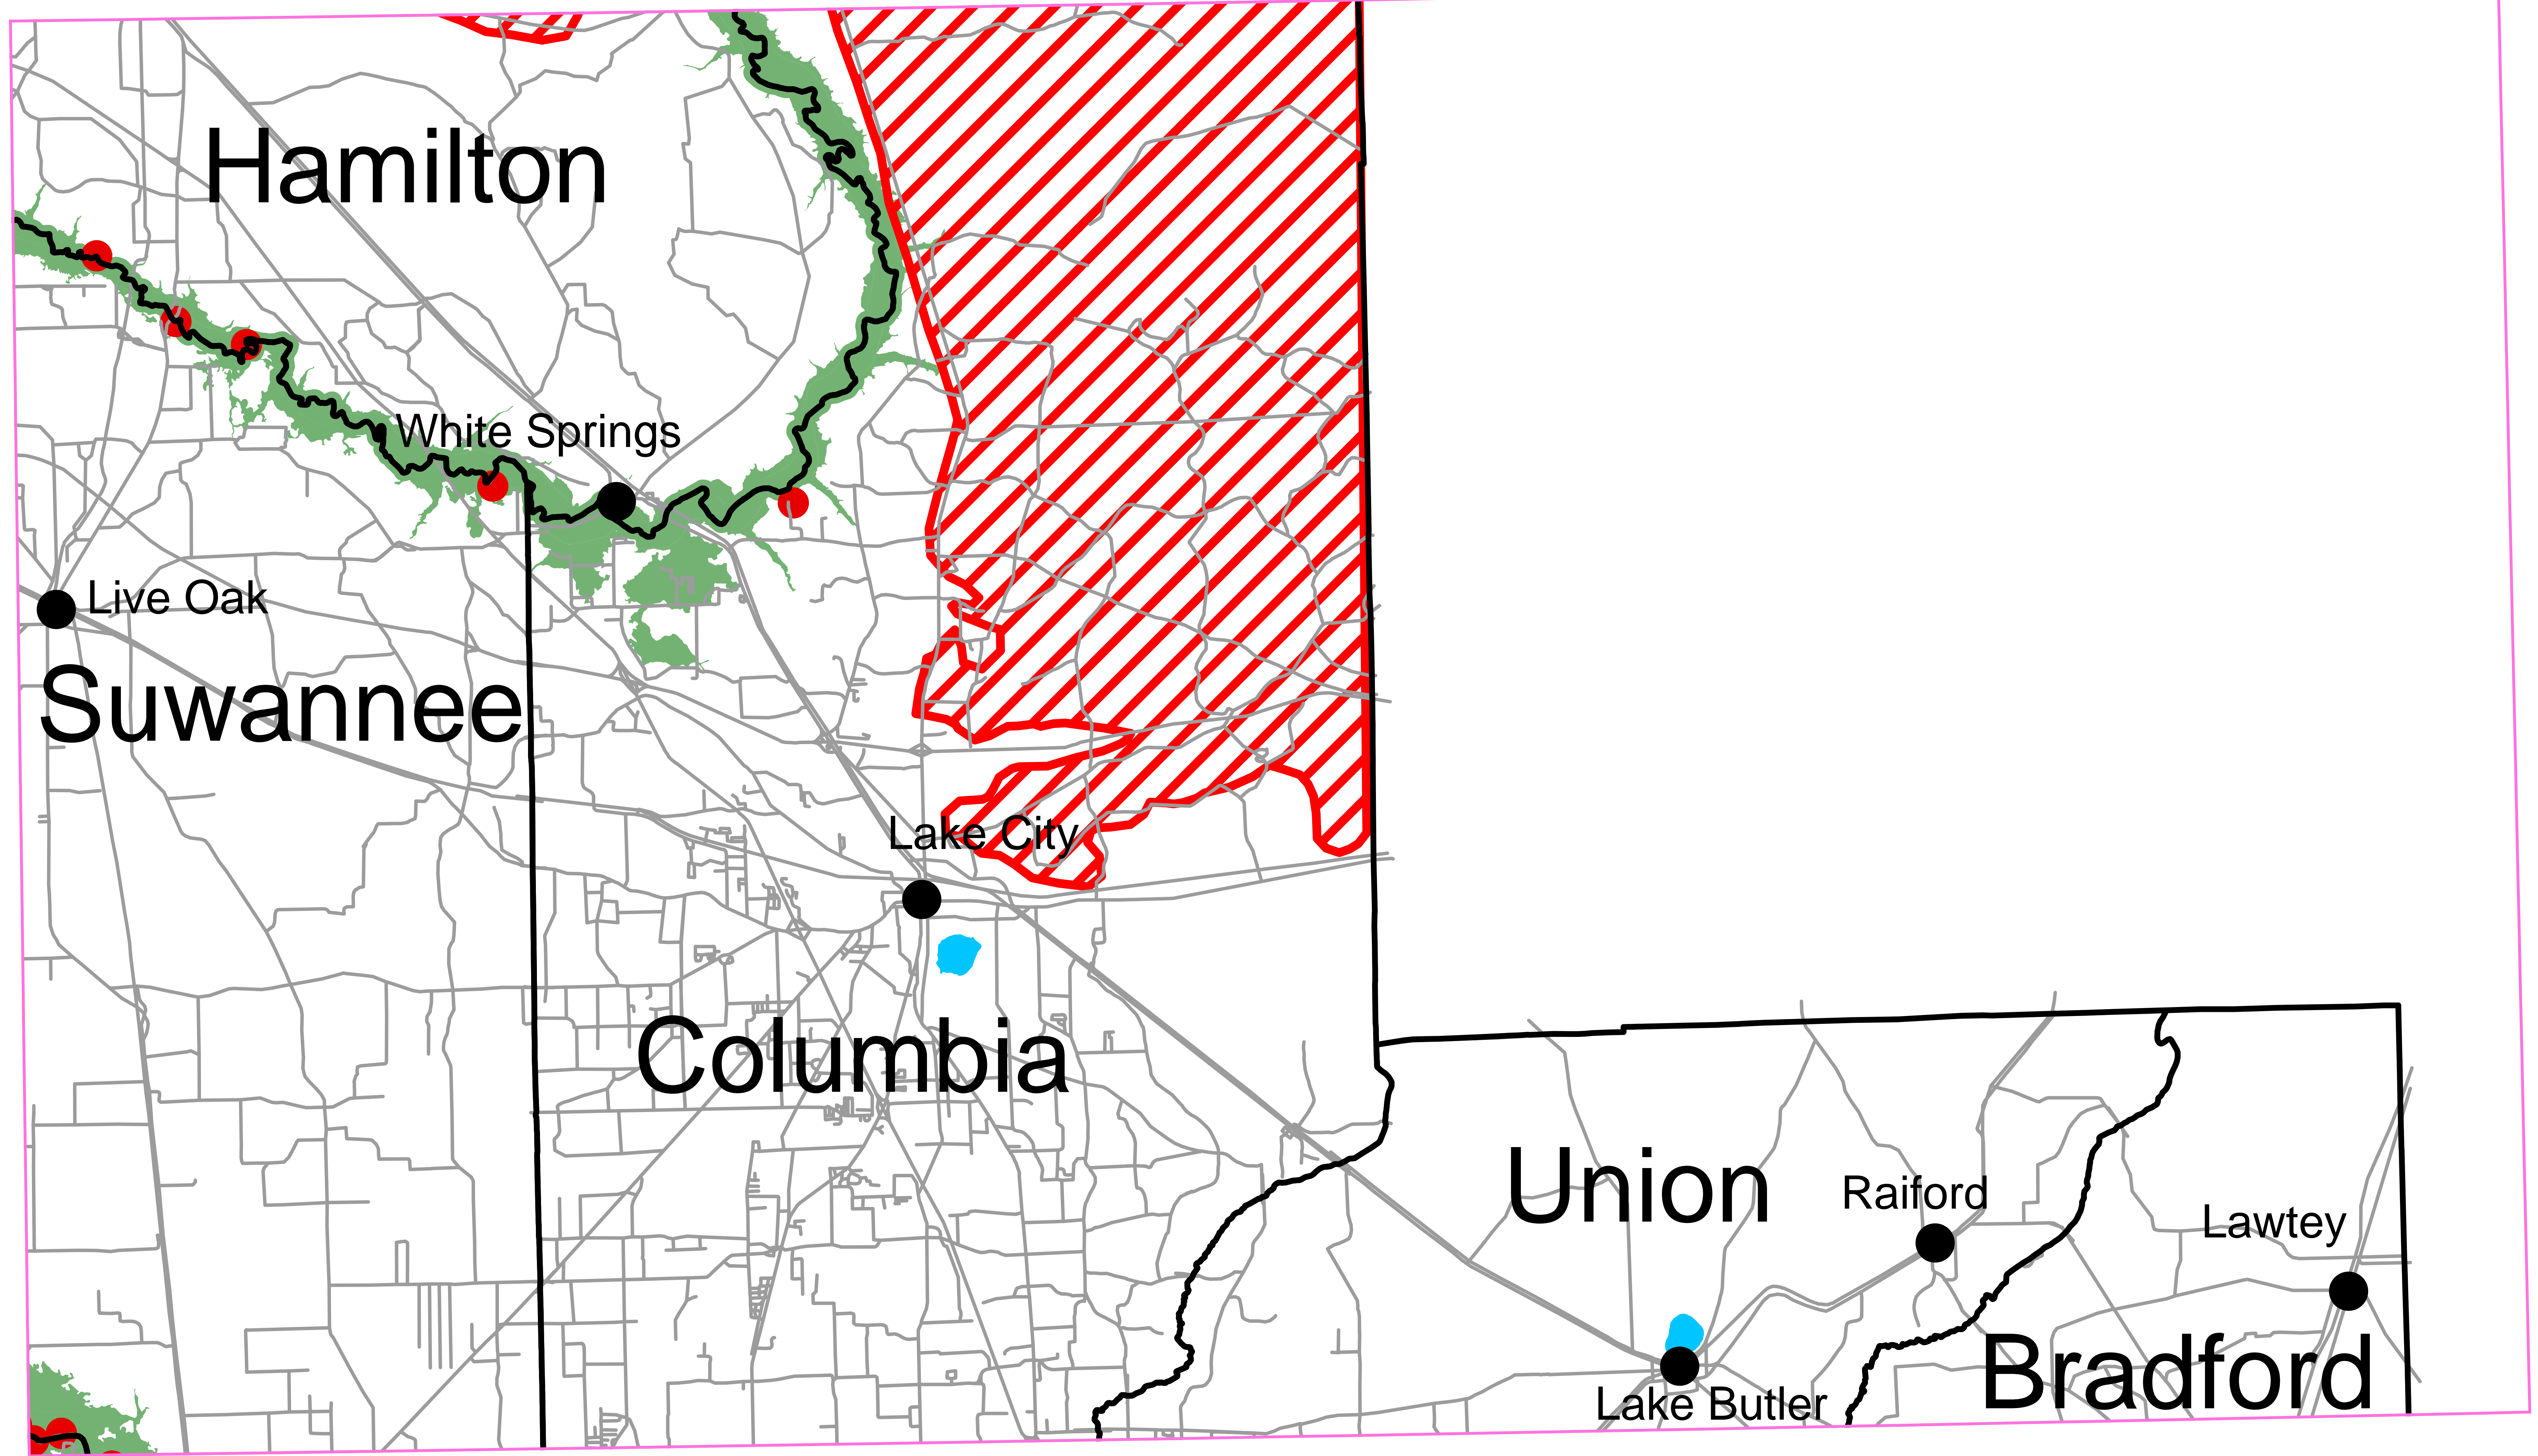 Hamilton
White Springs
Live Oak
Suwannee
Lake City
Columbia
Union
Raiford
Lawtey
Bradford
Lake Butler